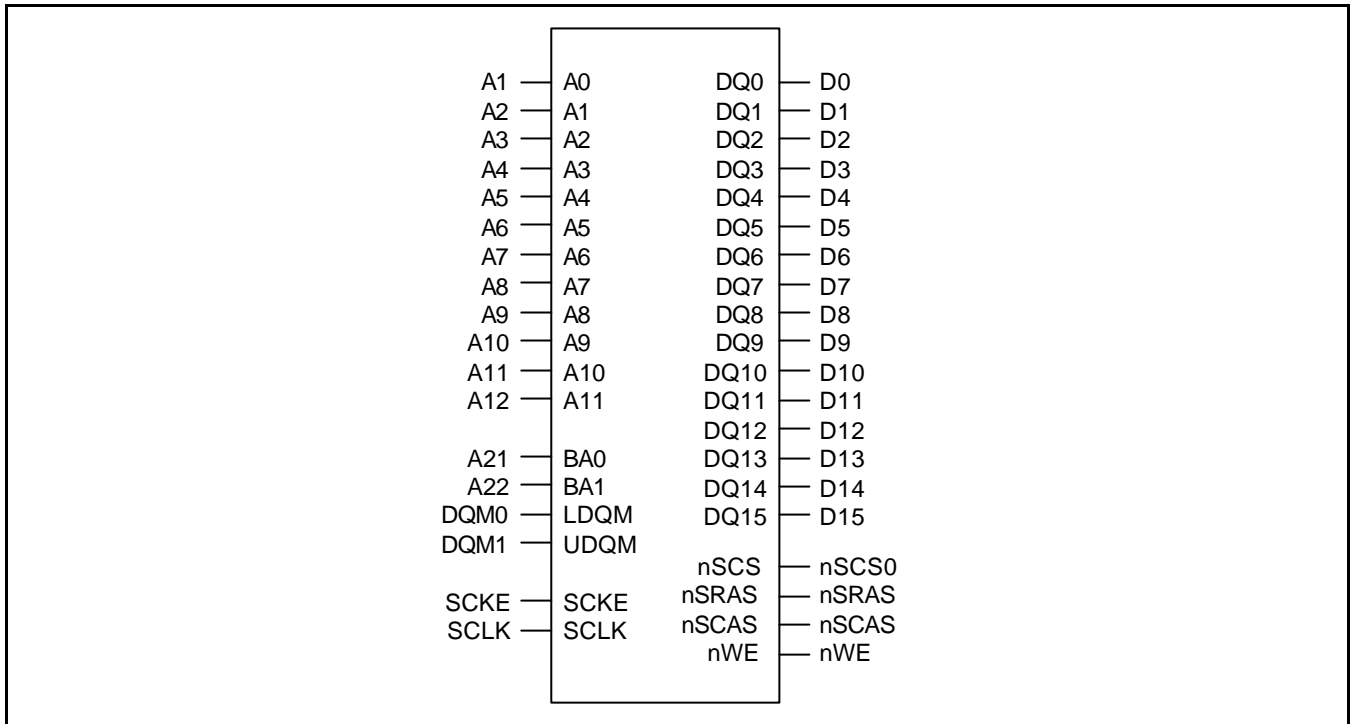 A1 A0 DQ0 D0
A2 A1 DQ1 D1
A3 A2 DQ2 D2
A4 A3 DQ3 D3
A5 A4 DQ4 D4
A6 A5 DQ5 D5
A7 A6 DQ6 D6
A8 A7 DQ7 D7
A9 A8 DQ8 D8
A10 A9 DQ9 D9
A11 A10 DQ10 D10
A12 A11 DQ11 D11
DQ12 D12
A21 BA0 DQ13 D13
A22 BA1 DQ14 D14
DQM0 LDQM DQ15 D15
DQM1 UDQM
nSCS nSCS0
SCKE SCKE nSRAS nSRAS
SCLK SCLK nSCAS nSCAS
nWE nWE